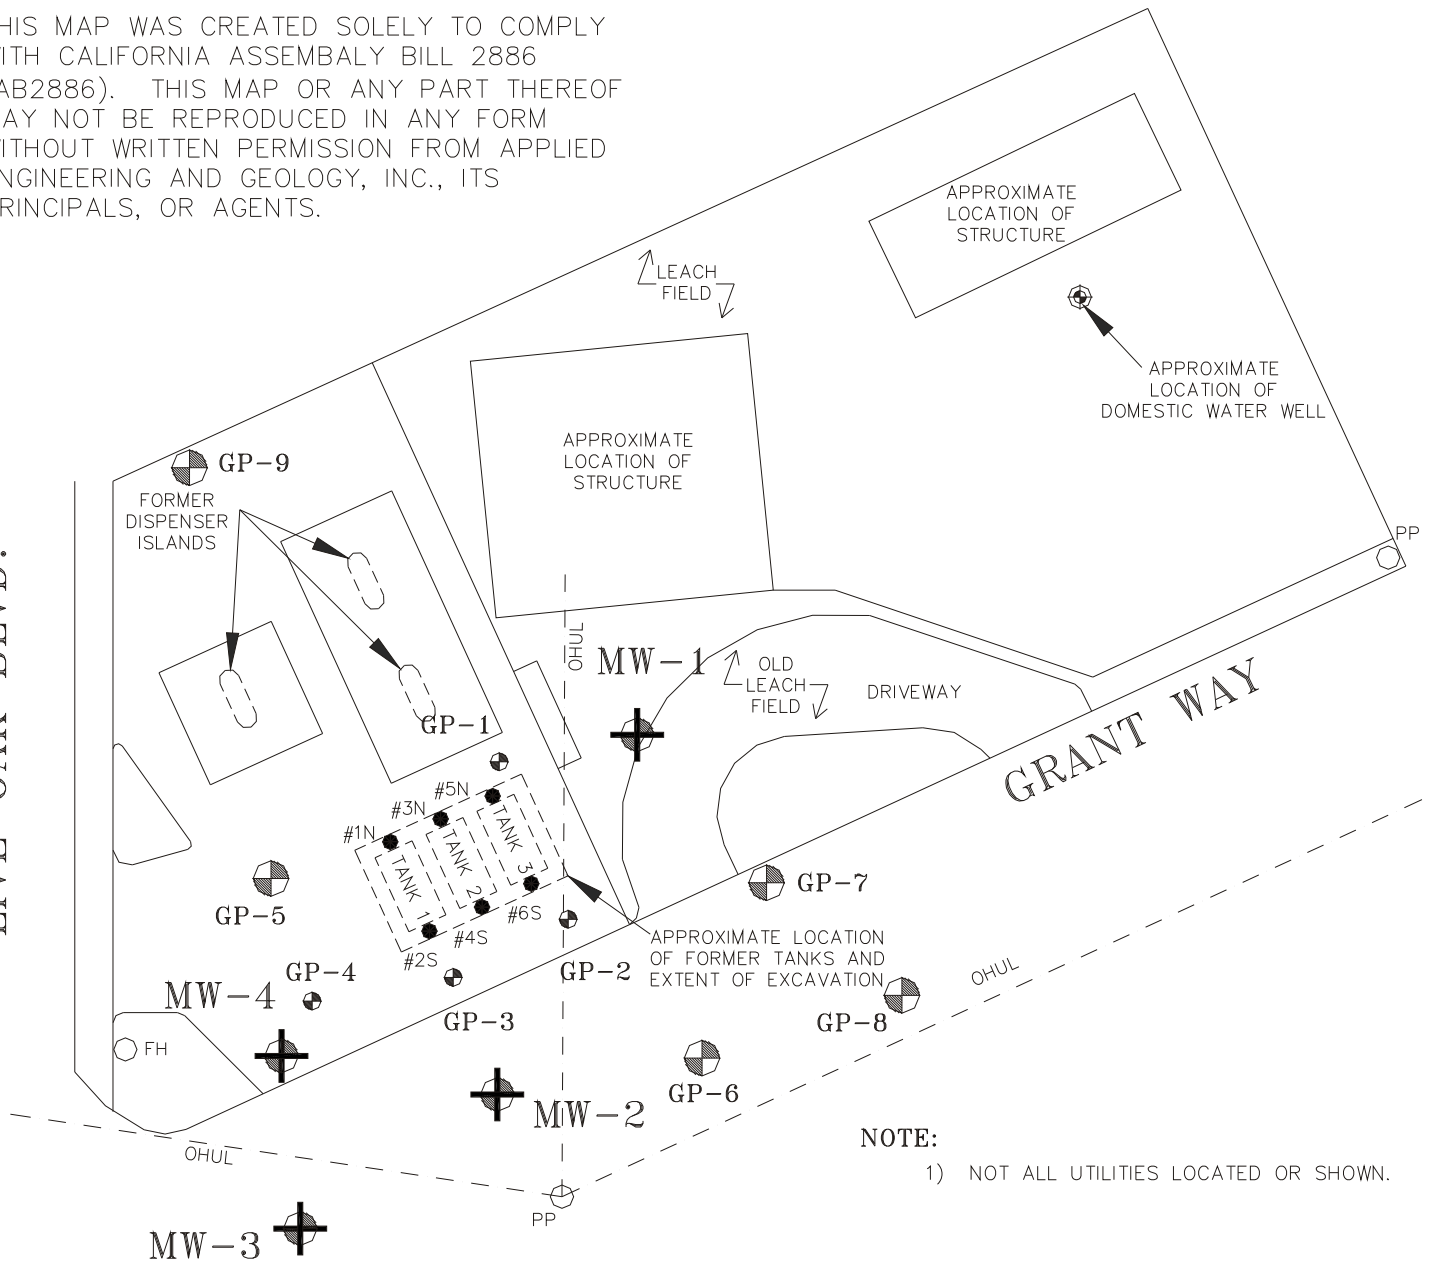 HIS MAP WAS CREATED SOLELY TO COMPLY
ITH CALIFORNIA ASSEMBALY BILL 2886
AB2886). THIS MAP OR ANY PART THEREOF
AY NOT BE REPRODUCED IN ANY FORM
ITHOUT WRITTEN PERMISSION FROM APPLIED
NGINEERING AND GEOLOGY, INC., ITS
RINCIPALS, OR AGENTS.
APPROXIMATE
LOCATION OF
STRUCTURE
LEACH
FIELD
APPROXIMATE
LOCATION OF
DOMESTIC WATER WELL
APPROXIMATE
LOCATION OF
STRUCTURE
GP-9
FORMER
DISPENSER
ISLANDS
PP
OHUL
MW-1
OLD
LEACH
FIELD
DRIVEWAY
GRANT WAY
GP-1
#5N
#3N
#1N
TANK 1
TANK 2
TANK 3
#6S
#4S
#2S
GP-5
GP-7
APPROXIMATE LOCATION
OF FORMER TANKS AND
EXTENT OF EXCAVATION
GP-2
GP-4
MW-4
GP-3
OHUL
GP-8
FH
GP-6
MW-2
OHUL
PP
MW-3
NOTE:
1) NOT ALL UTILITIES LOCATED OR SHOWN.